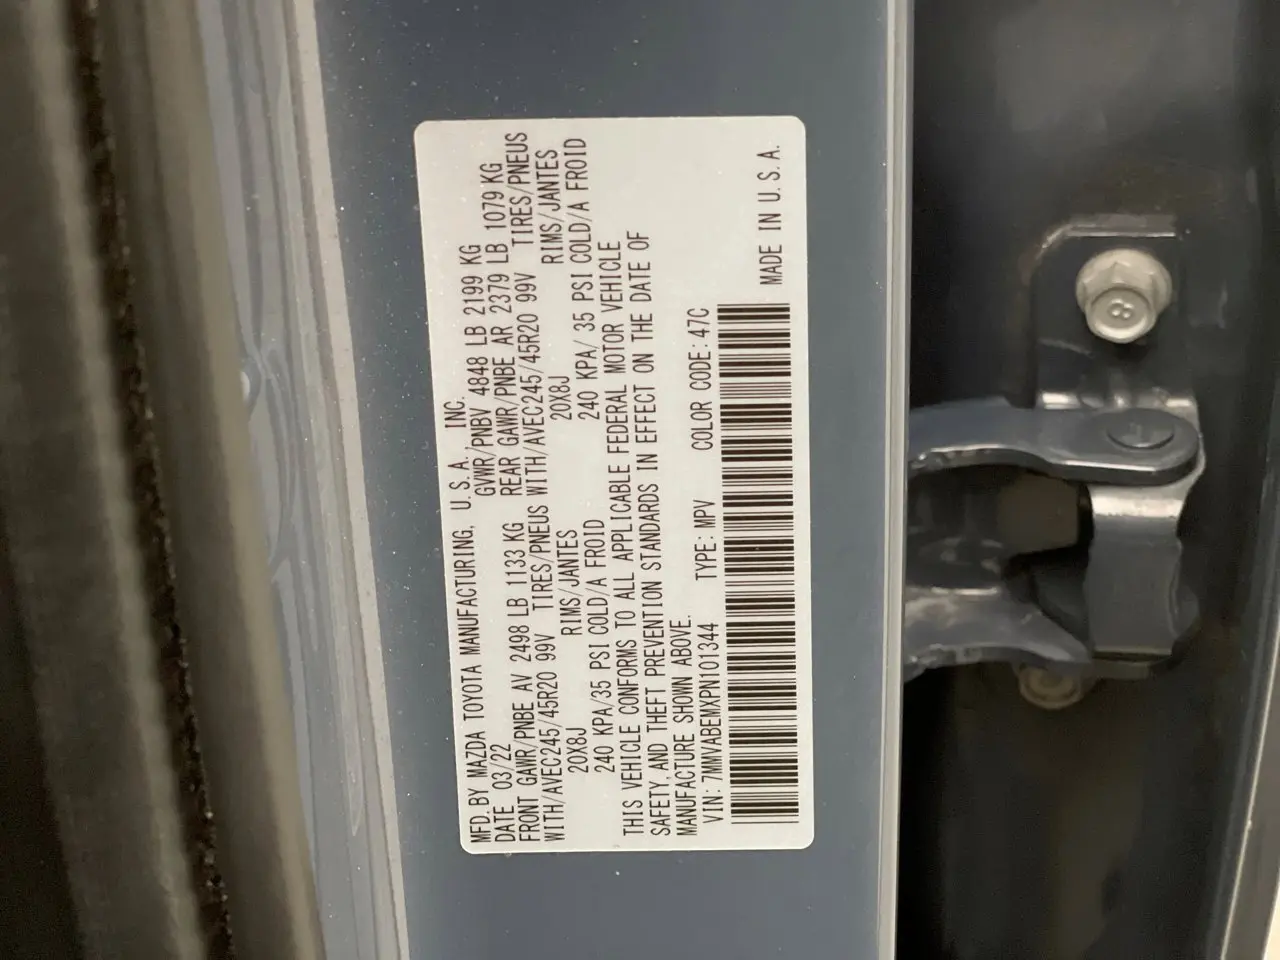 MFD. BY MAZDA TOYOTA MANUFACTURING, U. S. A., INC.
DATE 03/22 GVWR/PNBV 4848 LB 2199 KG
FRONT GAWR/PNBE AV 2498 LB 1133 KG REAR GAWR/PNBE AR 2379 LB 1079 KG
WITH/AVEC245/45R20 99V TIRES/PNEUS WITH/AVEC245/45R20 99V TIRES/PNEUS
20X8J RIMS/JANTES 20X8J RIMS/JANTES
240 KPA/35 PSI COLD/A FROID 240 KPA/ 35 PSI COLD/A FROID
THIS VEHICLE CONFORMS TO ALL APPLICABLE FEDERAL MOTOR VEHICLE
SAFETY, AND THEFT PREVENTION STANDARDS IN EFFECT ON THE DATE OF
MANUFACTURE SHOWN ABOVE.
VIN: 7MMVABEMXPN101344 TYPE: MPV COLOR CODE: 47C
MADE IN U. S. A.
8